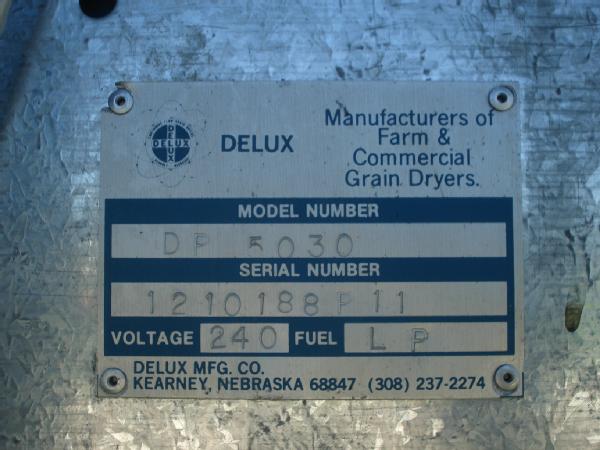 DELUX
DELUX
DELUX
Manufacturers of
Farm &
Commercial
Grain Dryers.
MODEL NUMBER
DP 5030
SERIAL NUMBER
1210188P11
VOLTAGE 240 FUEL LP
DELUX MFG. CO.
KEARNEY, NEBRASKA 68847 (308) 237-2274